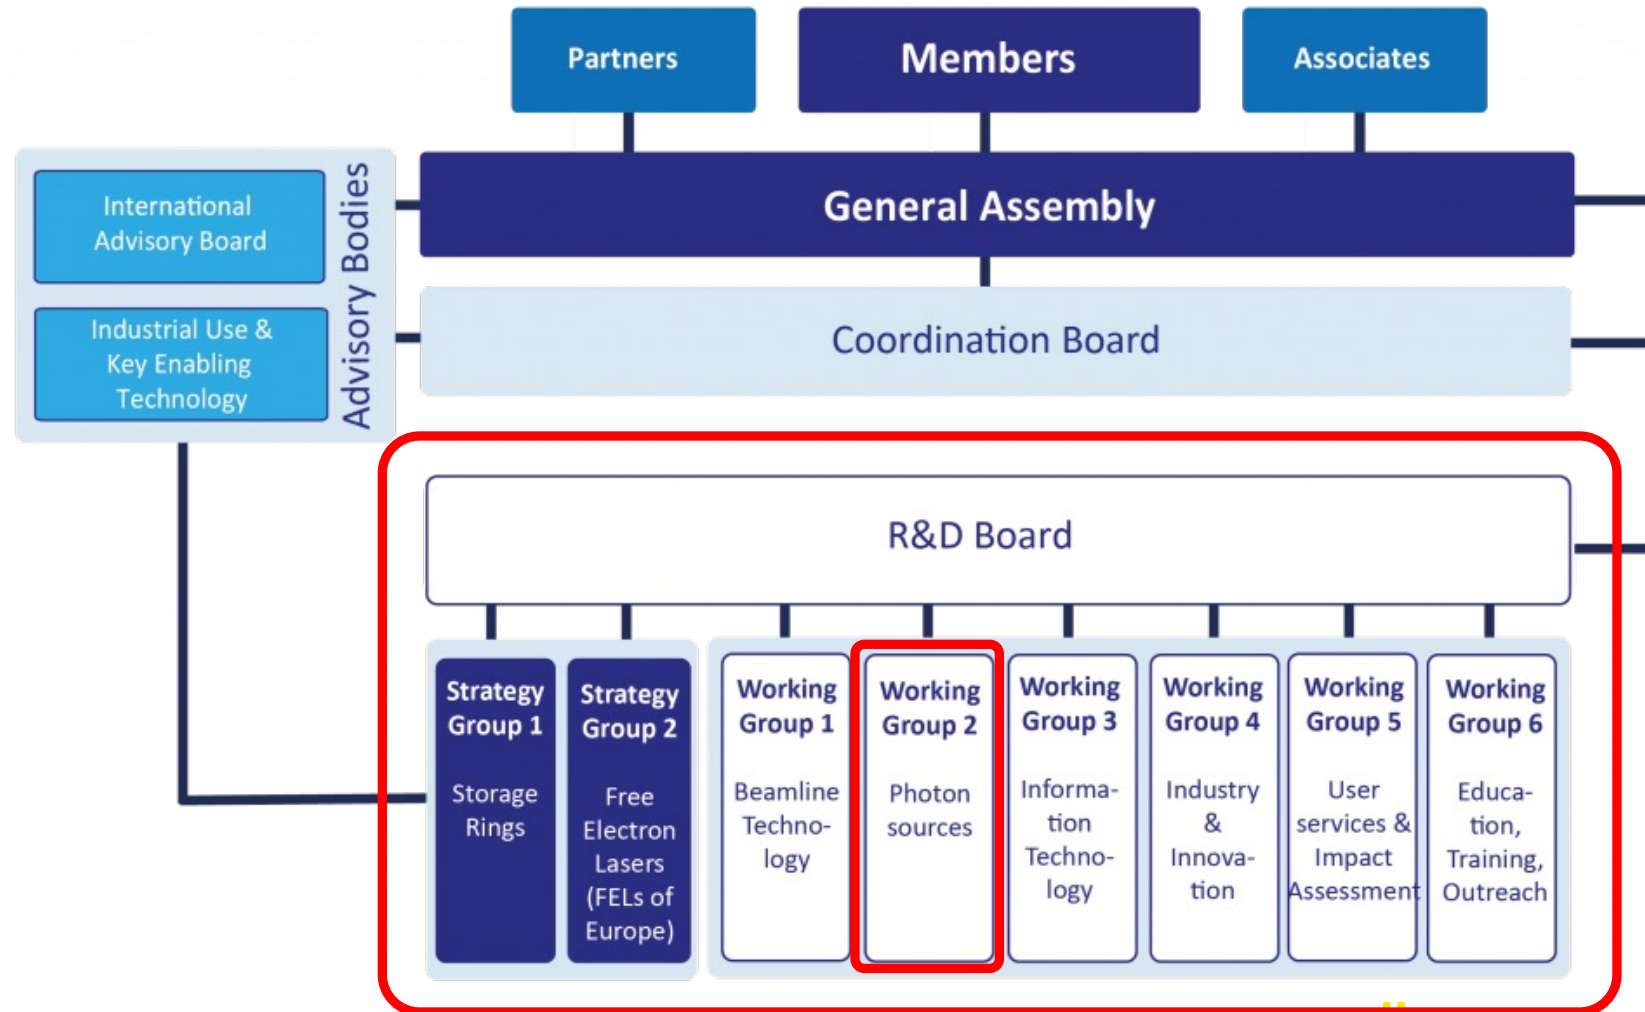 Partners
Members
Associates
International
Advisory Board
Industrial Use &
Key Enabling
Technology
Advisory Bodies
General Assembly
Coordination Board
R&D Board
Strategy
Group 1
Storage
Rings
Strategy
Group 2
Free
Electron
Lasers
(FELs of
Europe)
Working
Group 1
Beamline
Techno-
logy
Working
Group 2
Photon
sources
Working
Group 3
Informa-
tion
Techno-
logy
Working
Group 4
Industry
&
Innova-
tion
Working
Group 5
User
services &
Impact
Assessment
Working
Group 6
Educa-
tion,
Training,
Outreach